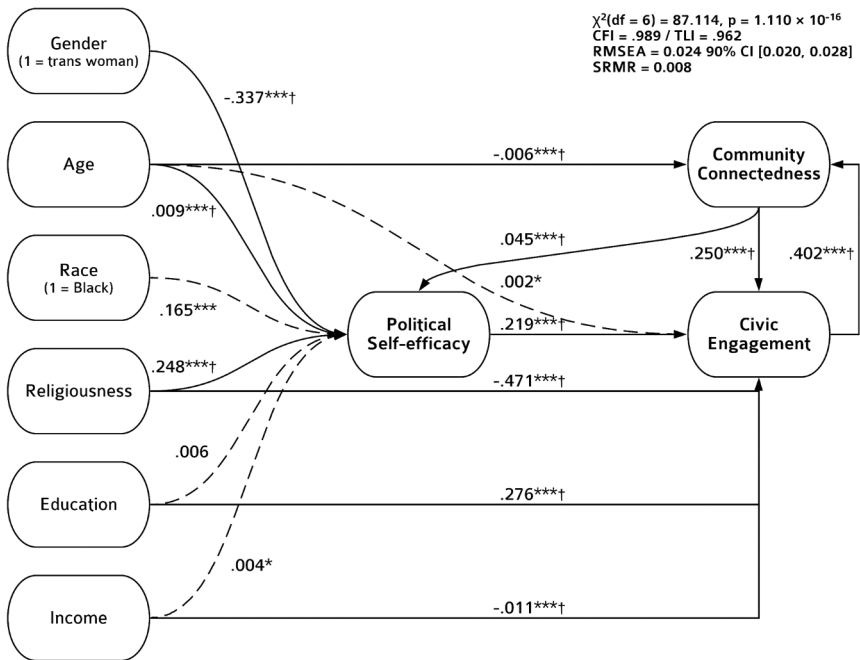 χ²(df = 6) = 87.114, p = 1.110 × 10⁻¹⁶
CFI = .989 / TLI = .962
RMSEA = 0.024 90% CI [0.020, 0.028]
SRMR = 0.008
Gender
(1 = trans woman)
-.337***†
Age
-.006***†
Community
Connectedness
.009***†
.045***†
.250***†
.402***†
Race
(1 = Black)
.002*
.165***
Political
Self-efficacy
.219***†
Civic
Engagement
.248***†
Religiousness
-.471***†
.006
Education
.276***†
.004*
Income
-.011***†